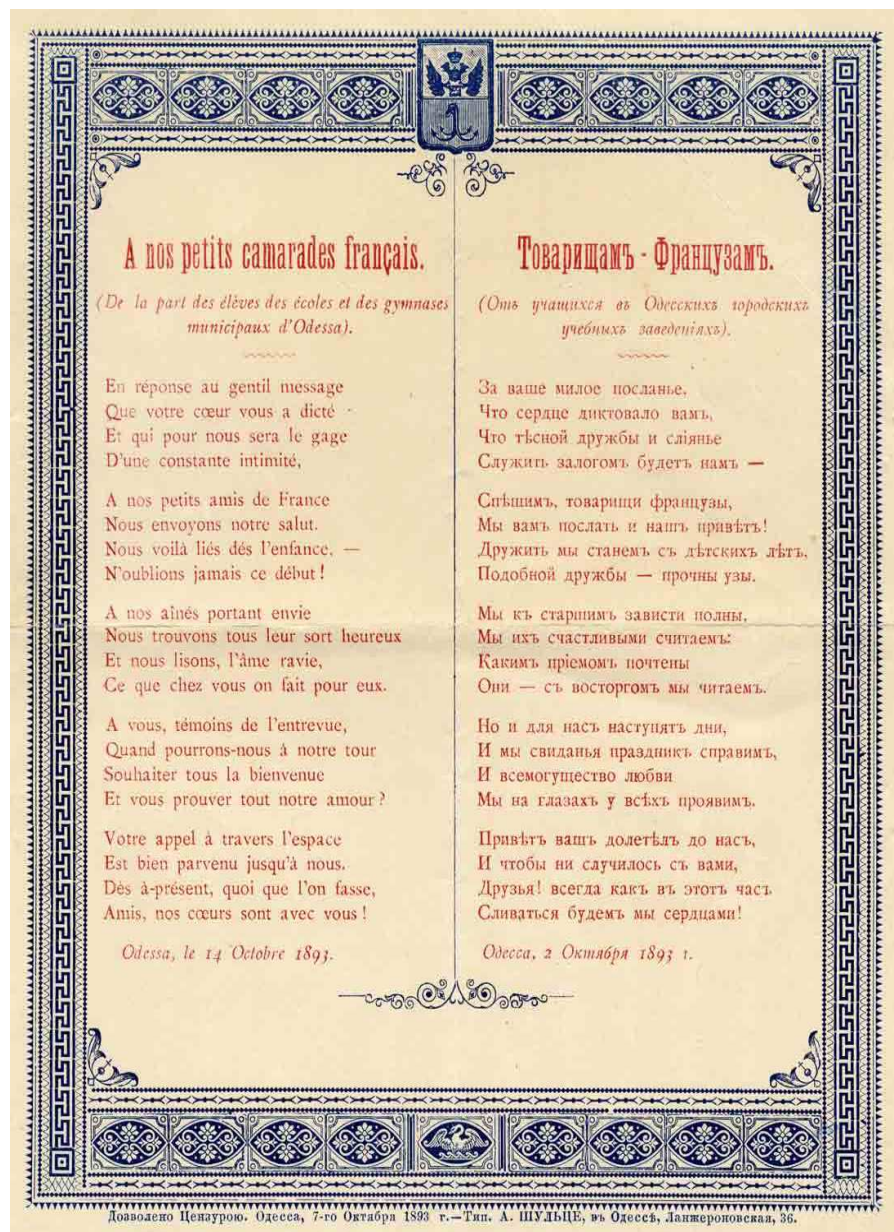 A nos petits camarades français.
(De la part des élèves des écoles et des gymnases
municipaux d'Odessa).
En réponse au gentil message
Que votre cœur vous a dicté
Et qui pour nous sera le gage
D'une constante intimité,
A nos petits amis de France
Nous envoyons notre salut.
Nous voilà liés dés l'enfance, —
N'oublions jamais ce début!
A nos aînés portant envie
Nous trouvons tous leur sort heureux
Et nous lisons, l'âme ravie,
Ce que chez vous on fait pour eux.
A vous, témoins de l'entrevue,
Quand pourrons-nous à notre tour
Souhaiter tous la bienvenue
Et vous prouver tout notre amour?
Votre appel à travers l'espace
Est bien parvenu jusqu'à nous.
Dès à-présent, quoi que l'on fasse,
Amis, nos cœurs sont avec vous!
Odessa, le 14 Octobre 1893.
Товарищамъ - Французамъ.
(Отъ учащихся въ Одесскихъ городскихъ
учебныхъ заведеніяхъ).
За ваше милое посланье,
Что сердце диктовало вамъ,
Что тѣсной дружбы и сліянье
Служить залогомъ будетъ намъ —
Спѣшимъ, товарищи французы,
Мы вамъ послать и нашъ привѣтъ!
Дружить мы станемъ съ дѣтскихъ лѣтъ,
Подобной дружбы — прочны узы.
Мы къ старшимъ зависти полны,
Мы ихъ счастливыми считаемъ:
Какимъ пріемомъ почтены
Они — съ восторгомъ мы читаемъ.
Но и для насъ наступятъ дни,
И мы свиданья праздникъ справимъ,
И всемогущество любви
Мы на глазахъ у всѣхъ проявимъ.
Привѣтъ вашъ долетѣлъ до насъ,
И чтобы ни случилось съ вами,
Друзья! всегда какъ въ этотъ часъ
Сливаться будемъ мы сердцами!
Одесса, 2 Октября 1893 г.
Дозволено Цензурою. Одесса, 7-го Октября 1893 г.—Тип. А. ШУЛЬЦЕ, въ Одессѣ, Ланжероновская, 36.